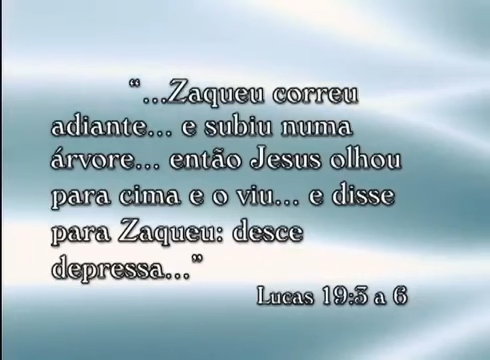 “...Zaqueu correu
adiante... e subiu numa
árvore... então Jesus olhou
para cima e o viu... e disse
para Zaqueu: desce
depressa...”
Lucas 19:3 a 6